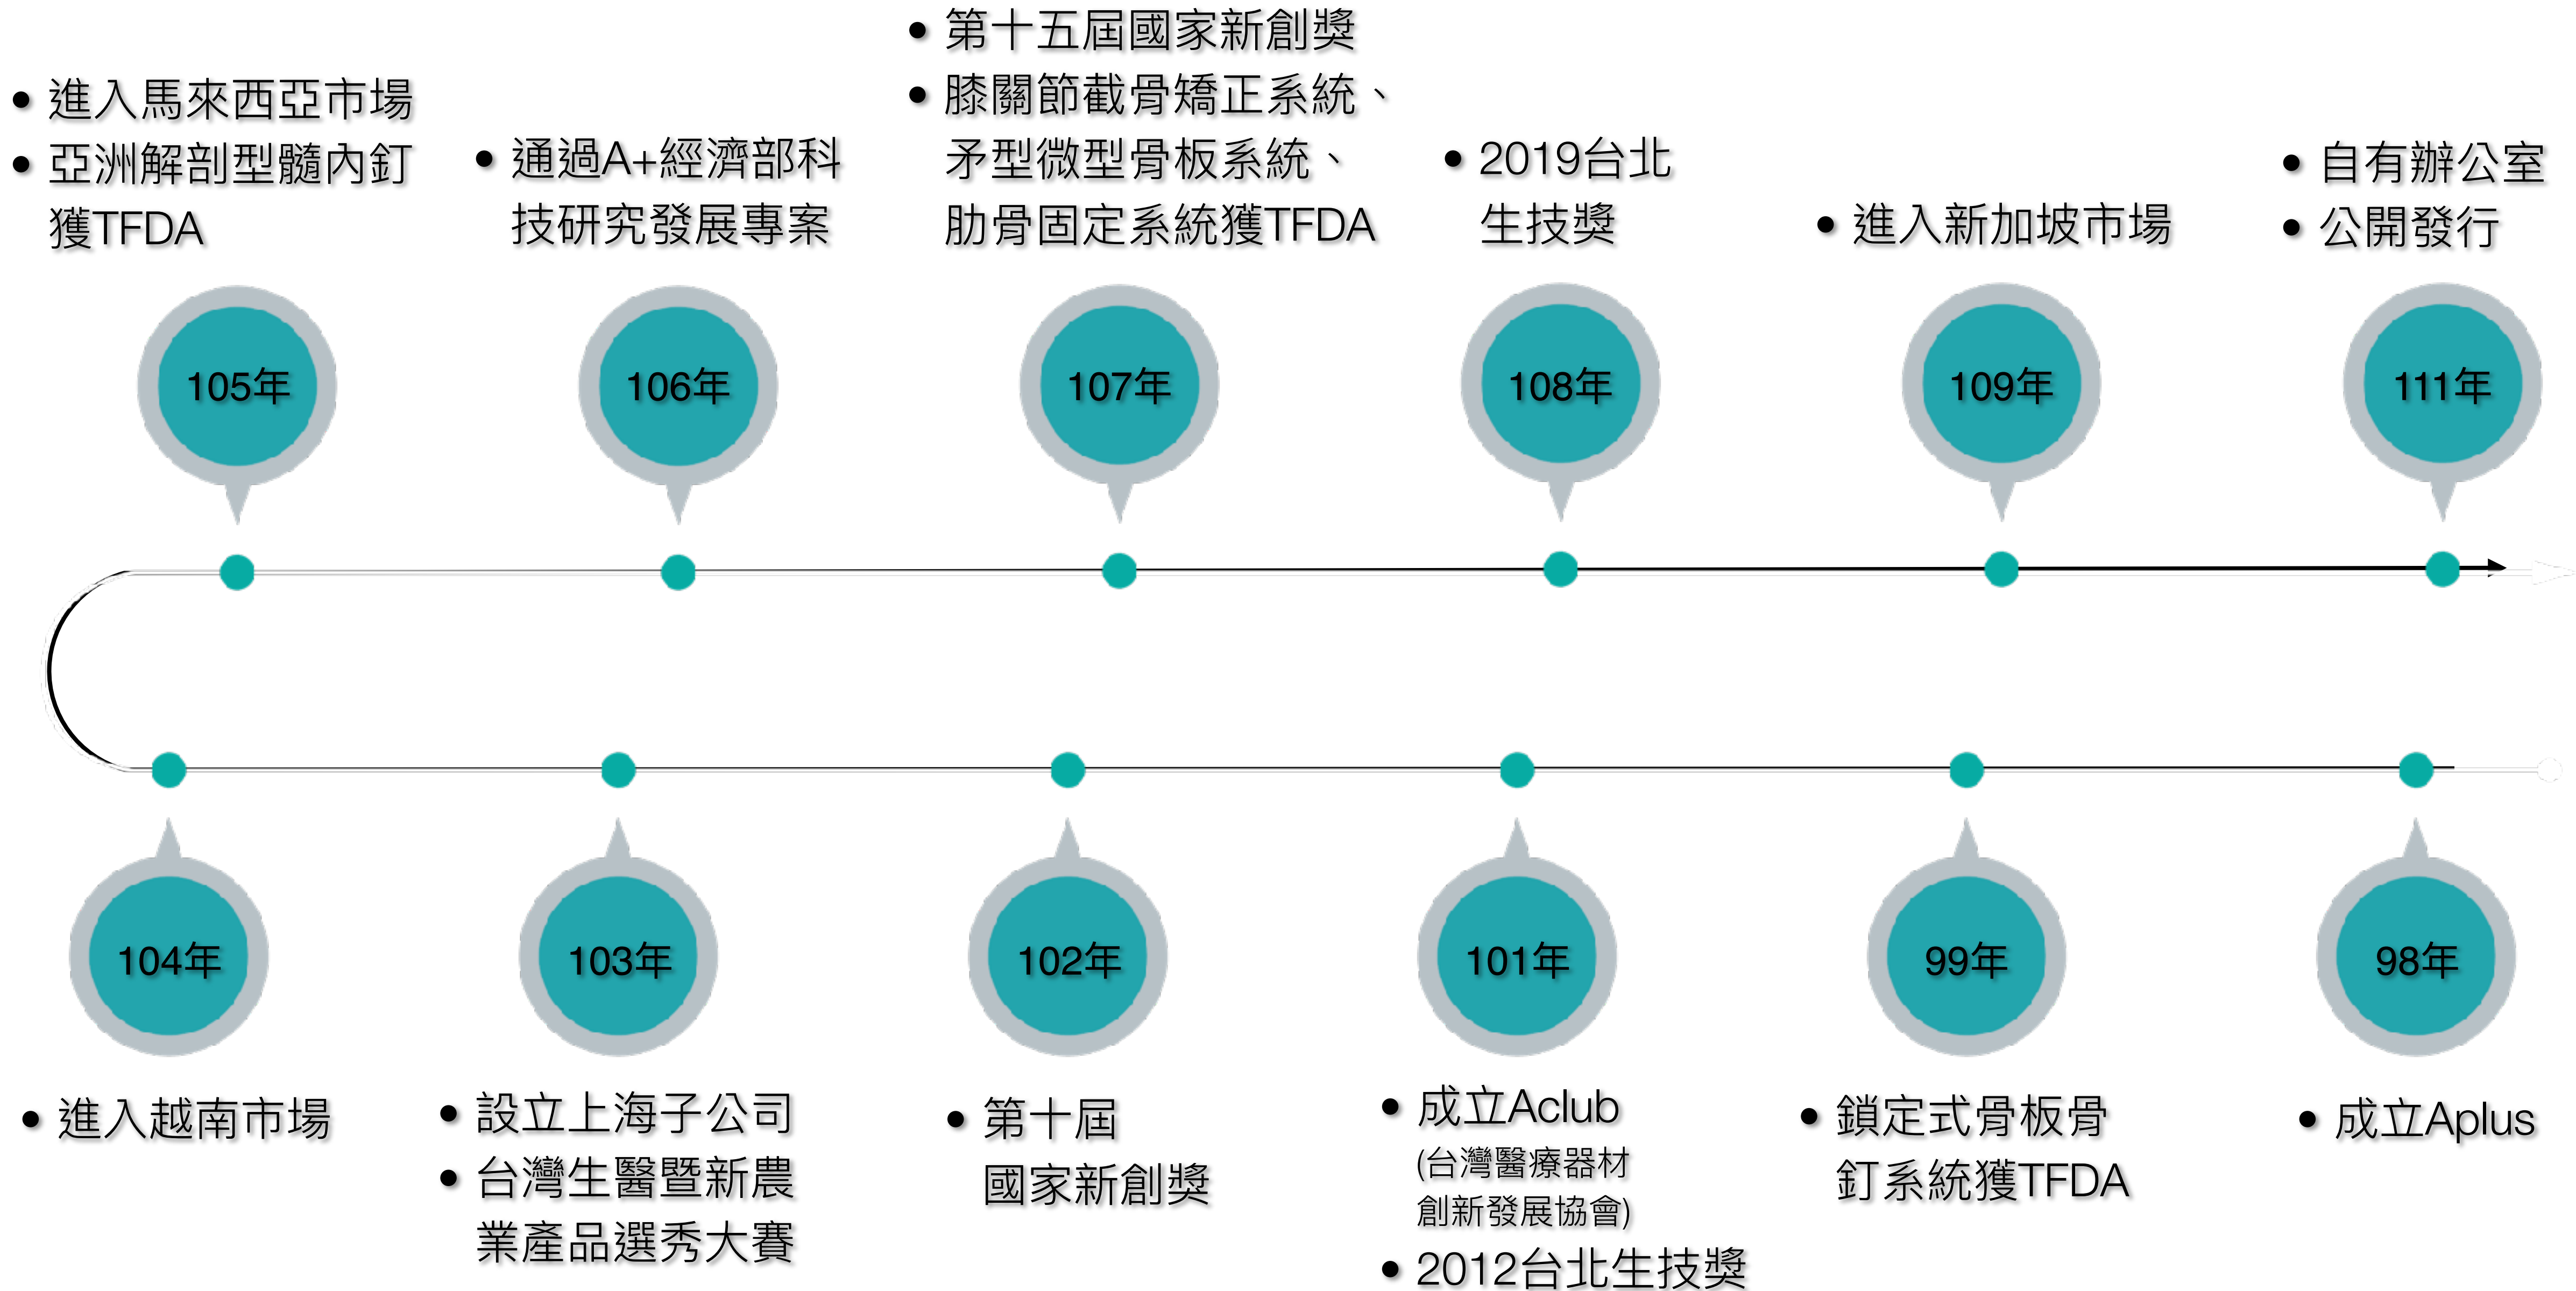 • 進入馬來西亞市場
• 亞洲解剖型髓內釘
獲TFDA
105年
• 通過A+經濟部科
技研究發展專案
106年
• 第十五屆國家新創獎
• 膝關節截骨矯正系統、
矛型微型骨板系統、
肋骨固定系統獲TFDA
107年
• 2019台北
生技獎
108年
• 進入新加坡市場
109年
• 自有辦公室
• 公開發行
111年
104年
• 進入越南市場
103年
• 設立上海子公司
• 台灣生醫暨新農
業產品選秀大賽
102年
• 第十屆
國家新創獎
101年
• 成立Aclub
(台灣醫療器材
創新發展協會)
• 2012台北生技獎
99年
• 鎖定式骨板骨
釘系統獲TFDA
98年
• 成立Aplus